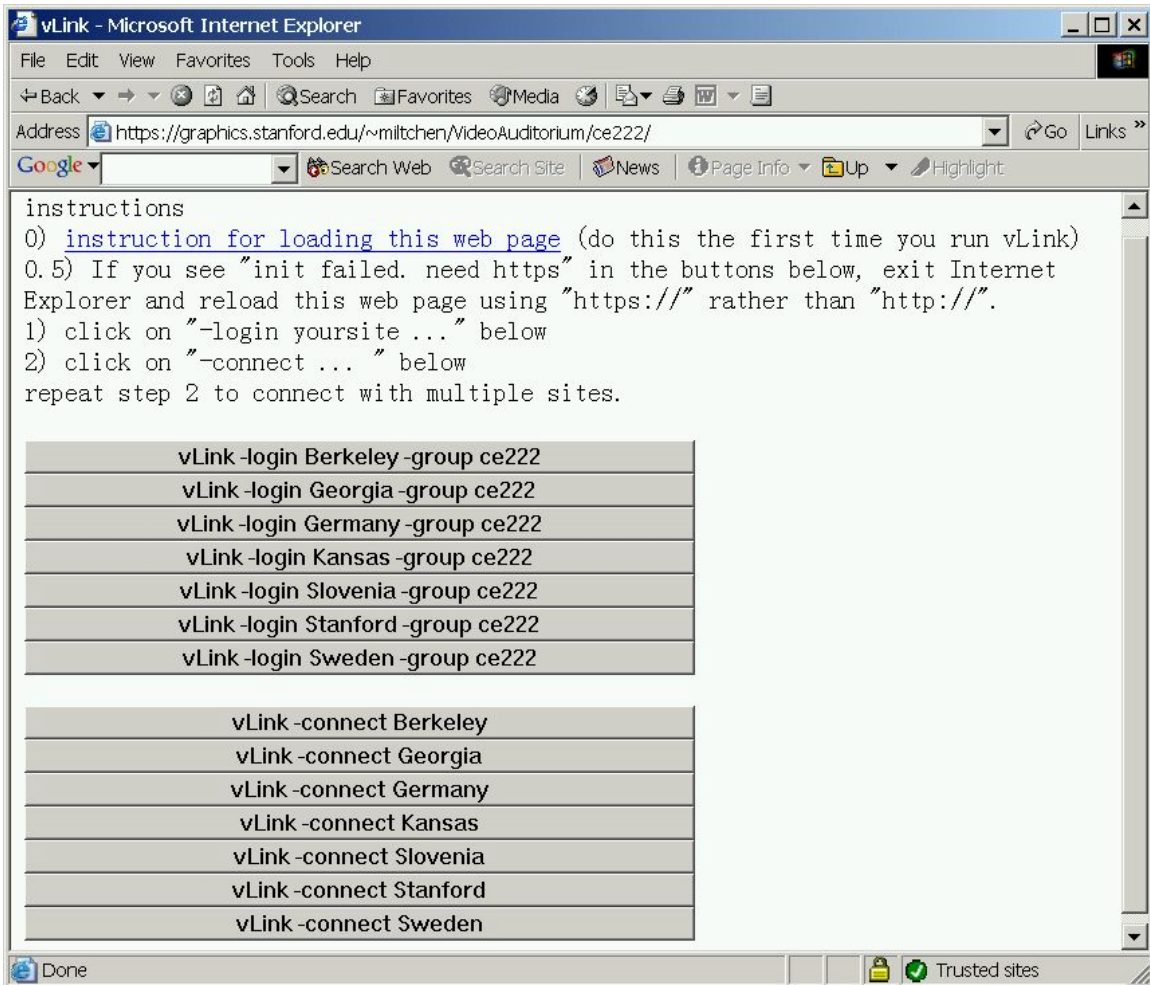 vLink - Microsoft Internet Explorer
File Edit View Favorites Tools Help
Back Search Favorites Media W
Address https://graphics.stanford.edu/~miltchen/VideoAuditorium/ce222/ Go Links »
Google Search Web Search Site News Page Info Up Highlight
instructions
0) instruction for loading this web page (do this the first time you run vLink)
0.5) If you see "init failed. need https" in the buttons below, exit Internet
Explorer and reload this web page using "https://" rather than "http://".
1) click on "-login yoursite ..." below
2) click on "-connect ... " below
repeat step 2 to connect with multiple sites.
vLink -login Berkeley -group ce222
vLink -login Georgia -group ce222
vLink -login Germany -group ce222
vLink -login Kansas -group ce222
vLink -login Slovenia -group ce222
vLink -login Stanford -group ce222
vLink -login Sweden -group ce222
vLink -connect Berkeley
vLink -connect Georgia
vLink -connect Germany
vLink -connect Kansas
vLink -connect Slovenia
vLink -connect Stanford
vLink -connect Sweden
Done Trusted sites